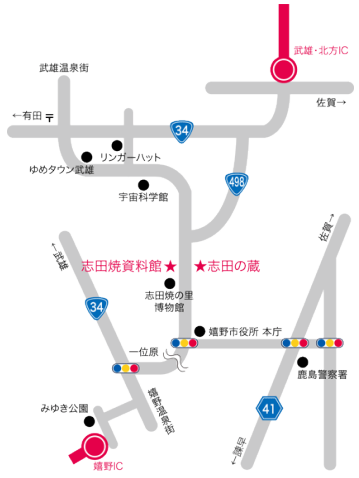 武雄・北方IC
武雄温泉街
佐賀→
←有田 〒
34
リンガーハット
ゆめタウン武雄
498
宇宙科学館
佐賀→
←武雄
志田焼資料館★ ★志田の蔵
34
志田焼の里
博物館
嬉野市役所 本庁
一位原
鹿島警察署
みゆき公園
嬉野温泉街
41
←諫早
嬉野IC